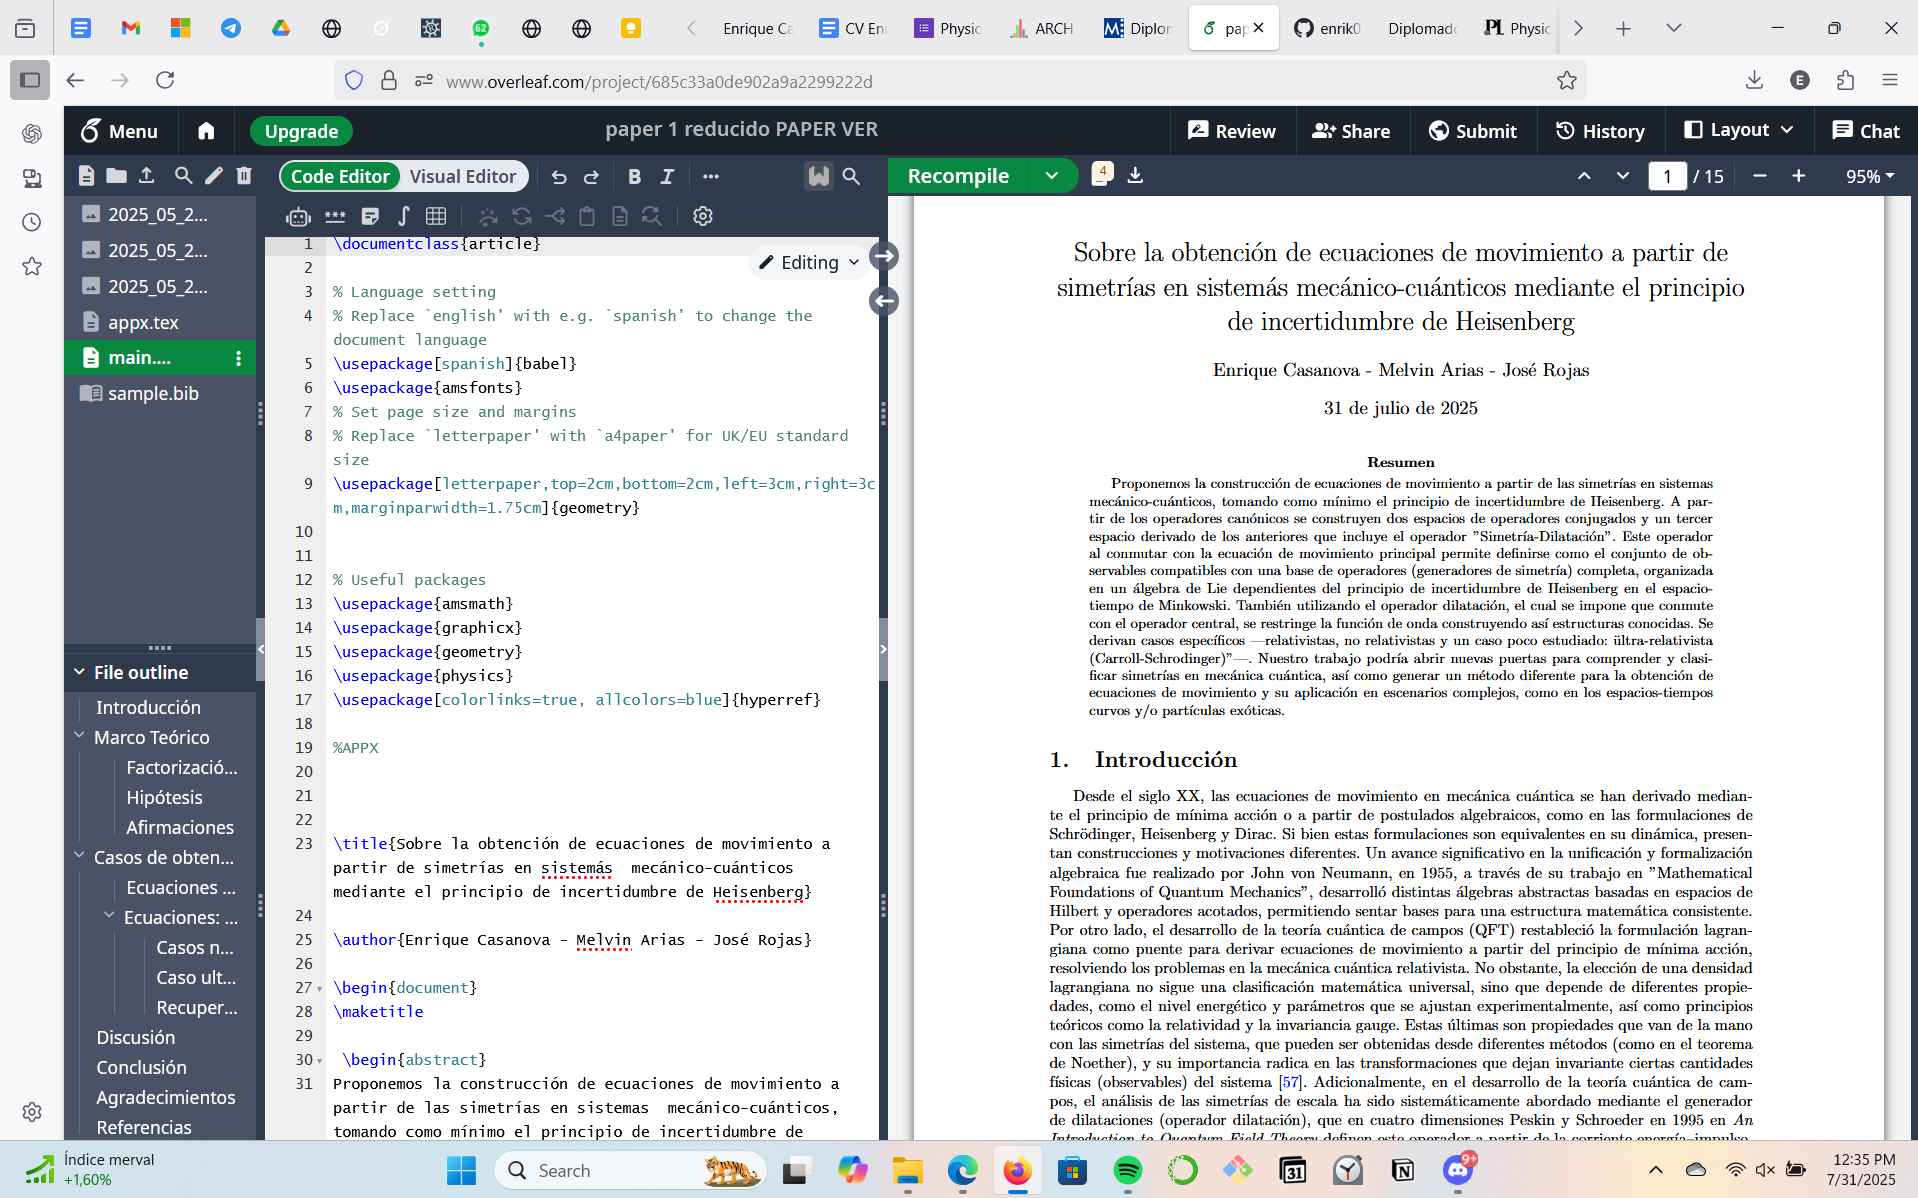 Enrique Ca
CV En
Physic
ARCH
Diplon
pap
enrik0
Diplomad
Physic
www.overleaf.com/project/685c33a0de902a9a2299222d
E
Menu
Upgrade
paper 1 reducido PAPER VER
Review
Share
Submit
History
Layout
Chat
Code Editor
Visual Editor
B I
Recompile
4
1 / 15
95%
2025_05_2...
2025_05_2...
2025_05_2...
appx.tex
main....
sample.bib
File outline
Introducción
Marco Teórico
Factorizació...
Hipótesis
Afirmaciones
Casos de obten...
Ecuaciones ...
Ecuaciones: ...
Casos n...
Caso ult...
Recuper...
Discusión
Conclusión
Agradecimientos
Referencias
Editing
1 \documentclass{article}
2
3 % Language setting
4 % Replace `english' with e.g. `spanish' to change the
document language
5 \usepackage[spanish]{babel}
6 \usepackage{amsfonts}
7 % Set page size and margins
8 % Replace `letterpaper' with `a4paper' for UK/EU standard
size
9 \usepackage[letterpaper,top=2cm,bottom=2cm,left=3cm,right=3c
m,marginparwidth=1.75cm]{geometry}
10
11
12 % Useful packages
13 \usepackage{amsmath}
14 \usepackage{graphicx}
15 \usepackage{geometry}
16 \usepackage{physics}
17 \usepackage[colorlinks=true, allcolors=blue]{hyperref}
18
19 %APPX
20
21
22
23 \title{Sobre la obtención de ecuaciones de movimiento a
partir de simetrías en sistemás  mecánico-cuánticos
mediante el principio de incertidumbre de Heisenberg}
24
25 \author{Enrique Casanova - Melvin Arias - José Rojas}
26
27 \begin{document}
28 \maketitle
29
30 \begin{abstract}
31 Proponemos la construcción de ecuaciones de movimiento a
partir de las simetrías en sistemas  mecánico-cuánticos,
tomando como mínimo el principio de incertidumbre de
Sobre la obtención de ecuaciones de movimiento a partir de
simetrías en sistemás mecánico-cuánticos mediante el principio
de incertidumbre de Heisenberg
Enrique Casanova - Melvin Arias - José Rojas
31 de julio de 2025
Resumen
Proponemos la construcción de ecuaciones de movimiento a partir de las simetrías en sistemas
mecánico-cuánticos, tomando como mínimo el principio de incertidumbre de Heisenberg. A par-
tir de los operadores canónicos se construyen dos espacios de operadores conjugados y un tercer
espacio derivado de los anteriores que incluye el operador "Simetría-Dilatación". Este operador
al conmutar con la ecuación de movimiento principal permite definirse como el conjunto de ob-
servables compatibles con una base de operadores (generadores de simetría) completa, organizada
en un álgebra de Lie dependientes del principio de incertidumbre de Heisenberg en el espacio-
tiempo de Minkowski. También utilizando el operador dilatación, el cual se impone que conmute
con el operador central, se restringe la función de onda construyendo así estructuras conocidas. Se
derivan casos específicos —relativistas, no relativistas y un caso poco estudiado: ültra-relativista
(Carroll-Schrodinger)"—. Nuestro trabajo podría abrir nuevas puertas para comprender y clasi-
ficar simetrías en mecánica cuántica, así como generar un método diferente para la obtención de
ecuaciones de movimiento y su aplicación en escenarios complejos, como en los espacios-tiempos
curvos y/o partículas exóticas.
1. Introducción
Desde el siglo XX, las ecuaciones de movimiento en mecánica cuántica se han derivado median-
te el principio de mínima acción o a partir de postulados algebraicos, como en las formulaciones de
Schrödinger, Heisenberg y Dirac. Si bien estas formulaciones son equivalentes en su dinámica, presen-
tan construcciones y motivaciones diferentes. Un avance significativo en la unificación y formalización
algebraica fue realizado por John von Neumann, en 1955, a través de su trabajo en "Mathematical
Foundations of Quantum Mechanics", desarrolló distintas álgebras abstractas basadas en espacios de
Hilbert y operadores acotados, permitiendo sentar bases para una estructura matemática consistente.
Por otro lado, el desarrollo de la teoría cuántica de campos (QFT) restableció la formulación lagran-
giana como puente para derivar ecuaciones de movimiento a partir del principio de mínima acción,
resolviendo los problemas en la mecánica cuántica relativista. No obstante, la elección de una densidad
lagrangiana no sigue una clasificación matemática universal, sino que depende de diferentes propie-
dades, como el nivel energético y parámetros que se ajustan experimentalmente, así como principios
teóricos como la relatividad y la invariancia gauge. Estas últimas son propiedades que van de la mano
con las simetrías del sistema, que pueden ser obtenidas desde diferentes métodos (como en el teorema
de Noether), y su importancia radica en las transformaciones que dejan invariante ciertas cantidades
físicas (observables) del sistema [57]. Adicionalmente, en el desarrollo de la teoría cuántica de cam-
pos, el análisis de las simetrías de escala ha sido sistemáticamente abordado mediante el generador
de dilataciones (operador dilatación), que en cuatro dimensiones Peskin y Schroeder en 1995 en An
Introduction to Quantum Field Theory definen este operador a partir de la corriente energía–impulso
Índice merval
+1,60%
Search
31
9+
12:35 PM
7/31/2025